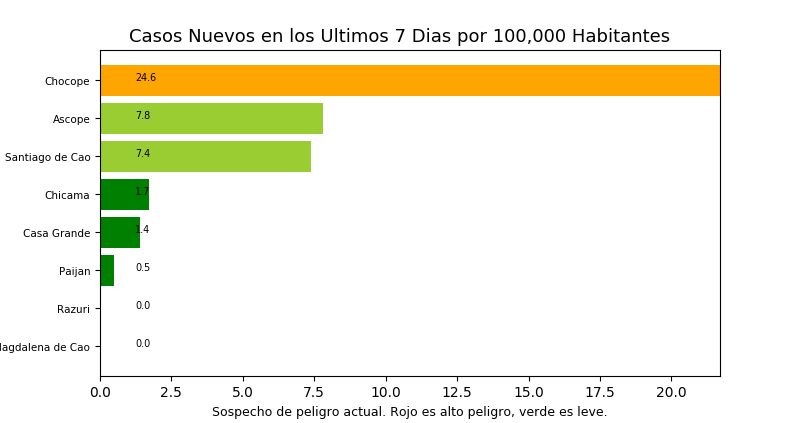 Casos Nuevos en los Ultimos 7 Dias por 100,000 Habitantes
Chocope 24.6
Ascope 7.8
Santiago de Cao 7.4
Chicama 1.7
Casa Grande 1.4
Paijan 0.5
Razuri 0.0
lagdalena de Cao 0.0
0.0 2.5 5.0 7.5 10.0 12.5 15.0 17.5 20.0
Sospecho de peligro actual. Rojo es alto peligro, verde es leve.